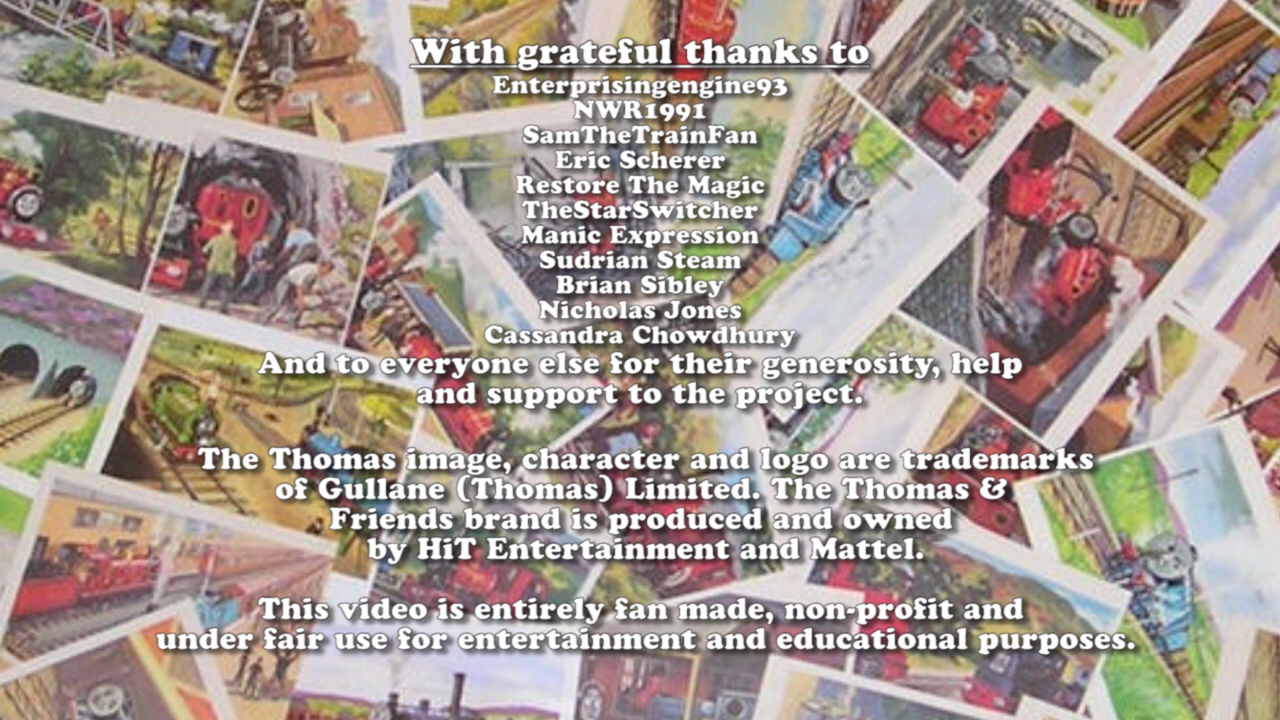 With grateful thanks to
Enterprisingengine93
NWR1991
SamTheTrainFan
Eric Scherer
Restore The Magic
TheStarSwitcher
Manic Expression
Sudrian Steam
Brian Sibley
Nicholas Jones
Cassandra Chowdhury
And to everyone else for their generosity, help
and support to the project.
The Thomas image, character and logo are trademarks
of Gullane (Thomas) Limited. The Thomas &
Friends brand is produced and owned
by HiT Entertainment and Mattel.
This video is entirely fan made, non-profit and
under fair use for entertainment and educational purposes.